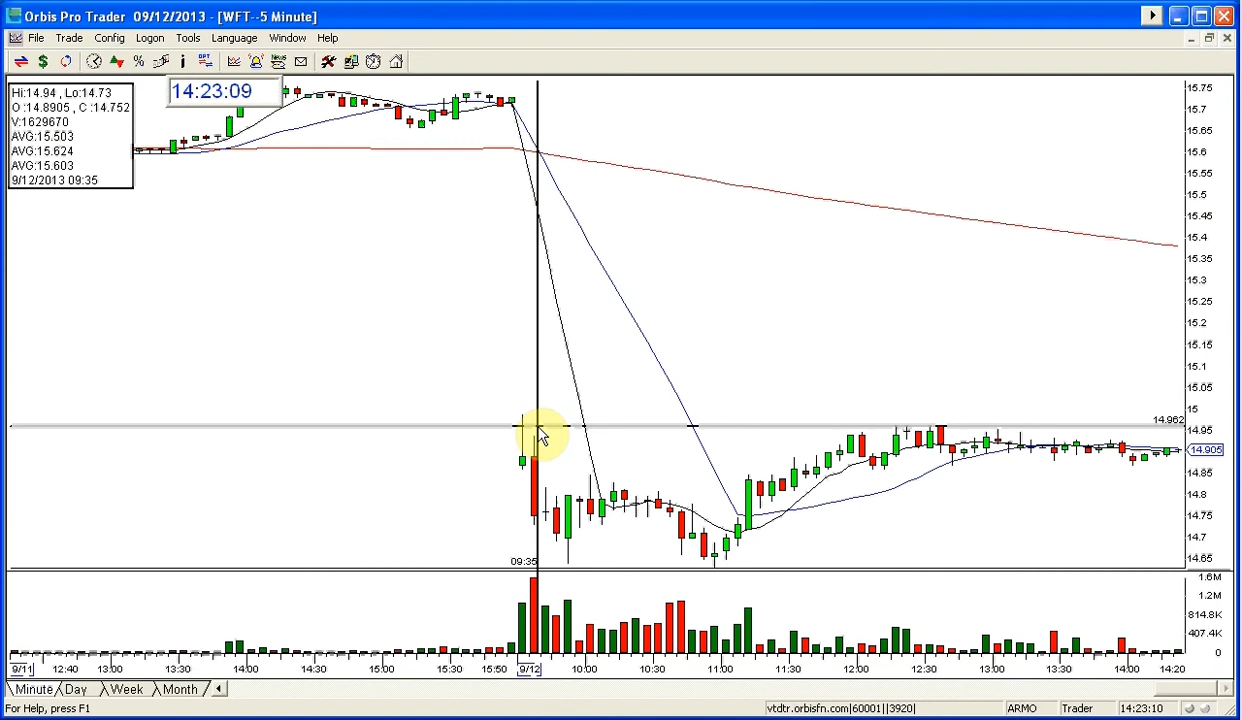 Orbis Pro Trader 09/12/2013 - [WFT--5 Minute]
File Trade Config Logon Tools Language Window Help
Hi:14.94 , Lo:14.73
O :14.8905 , C :14.752
V:1629670
AVG:15.503
AVG:15.624
AVG:15.603
9/12/2013 09:35
14:23:09
15.75
15.7
15.65
15.6
15.55
15.5
15.45
15.4
15.35
15.3
15.25
15.2
15.15
15.1
15.05
15
14.962
14.95
14.905
14.85
14.8
14.75
14.7
14.65
09:35
1.6M
1.2M
814.8K
407.4K
0
9/11 12:40 13:00 13:30 14:00 14:30 15:00 15:30 15:50 9/12 10:00 10:30 11:00 11:30 12:00 12:30 13:00 13:30 14:00 14:20
Minute Day Week Month
For Help, press F1 vtdtr.orbisfn.com|60001||3920| ARMO Trader 14:23:10